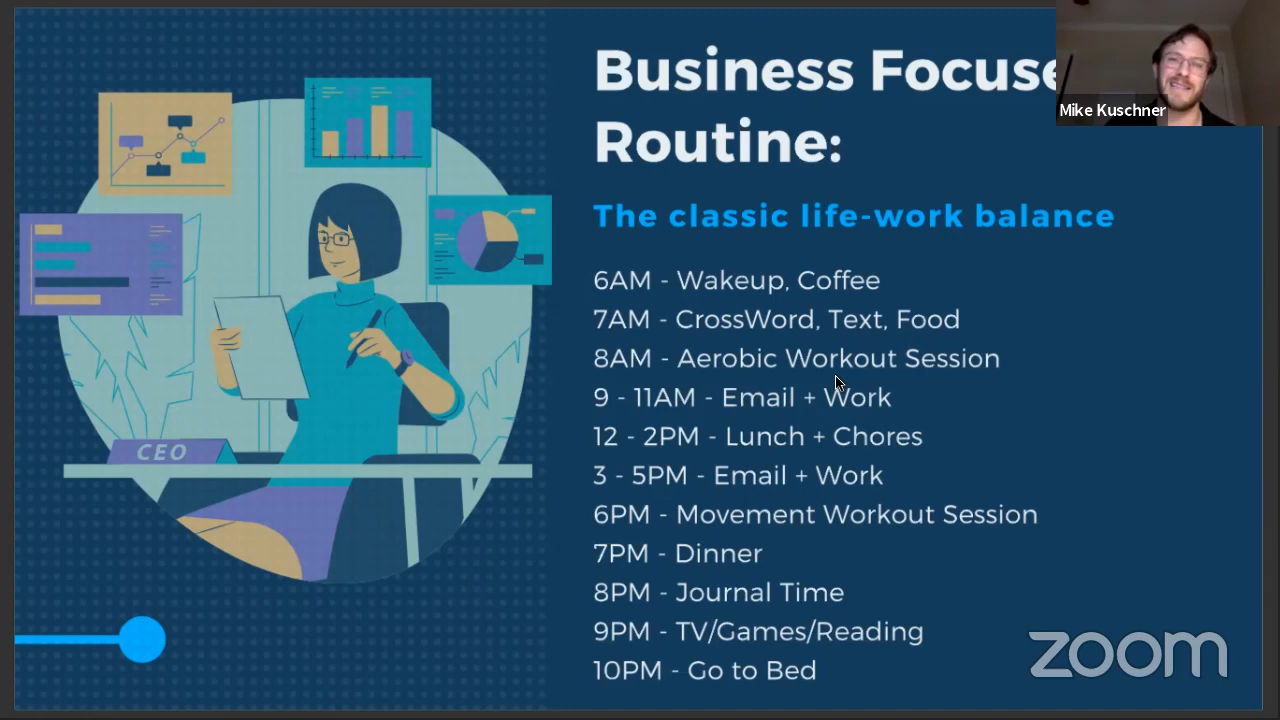 Business Focuse
Routine:
Mike Kuschner
The classic life-work balance
6AM - Wakeup, Coffee
7AM - CrossWord, Text, Food
8AM - Aerobic Workout Session
9 - 11AM - Email + Work
12 - 2PM - Lunch + Chores
3 - 5PM - Email + Work
6PM - Movement Workout Session
7PM - Dinner
8PM - Journal Time
9PM - TV/Games/Reading
10PM - Go to Bed
CEO
zoom